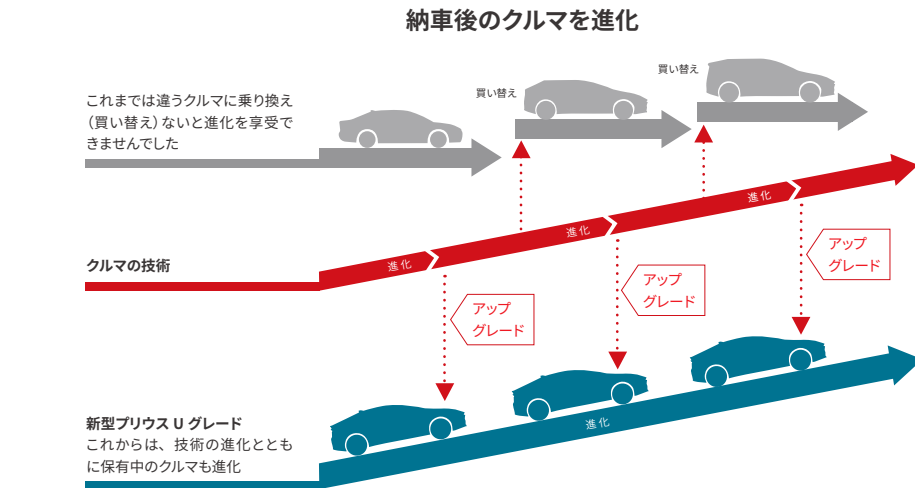 納車後のクルマを進化
これまでは違うクルマに乗り換え
（買い替え）ないと進化を享受で
きませんでした
買い替え
買い替え
クルマの技術
進化
進化
進化
アップ
グレード
アップ
グレード
アップ
グレード
新型プリウス U グレード
これからは、技術の進化ととも
に保有中のクルマも進化
進化